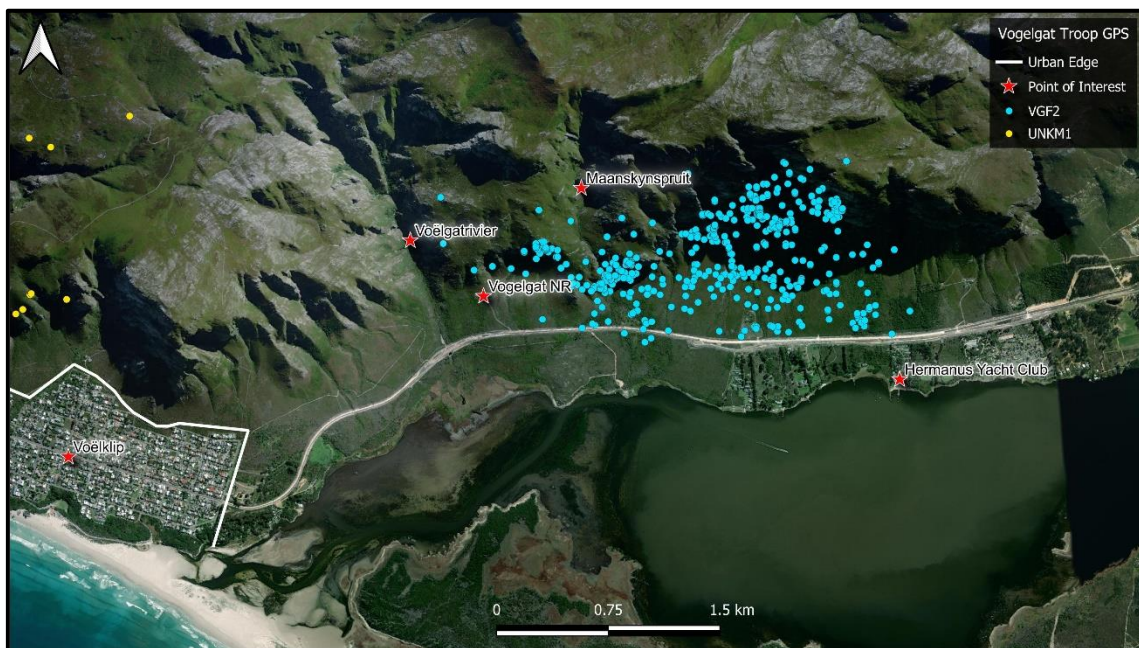 Vogelgat Troop GPS
Urban Edge
Point of Interest
VGF2
UNKM1
Maanskynspruit
Voëlgatrivier
Vogelgat NR
Hermanus Yacht Club
Voëlklip
0 0.75 1.5 km